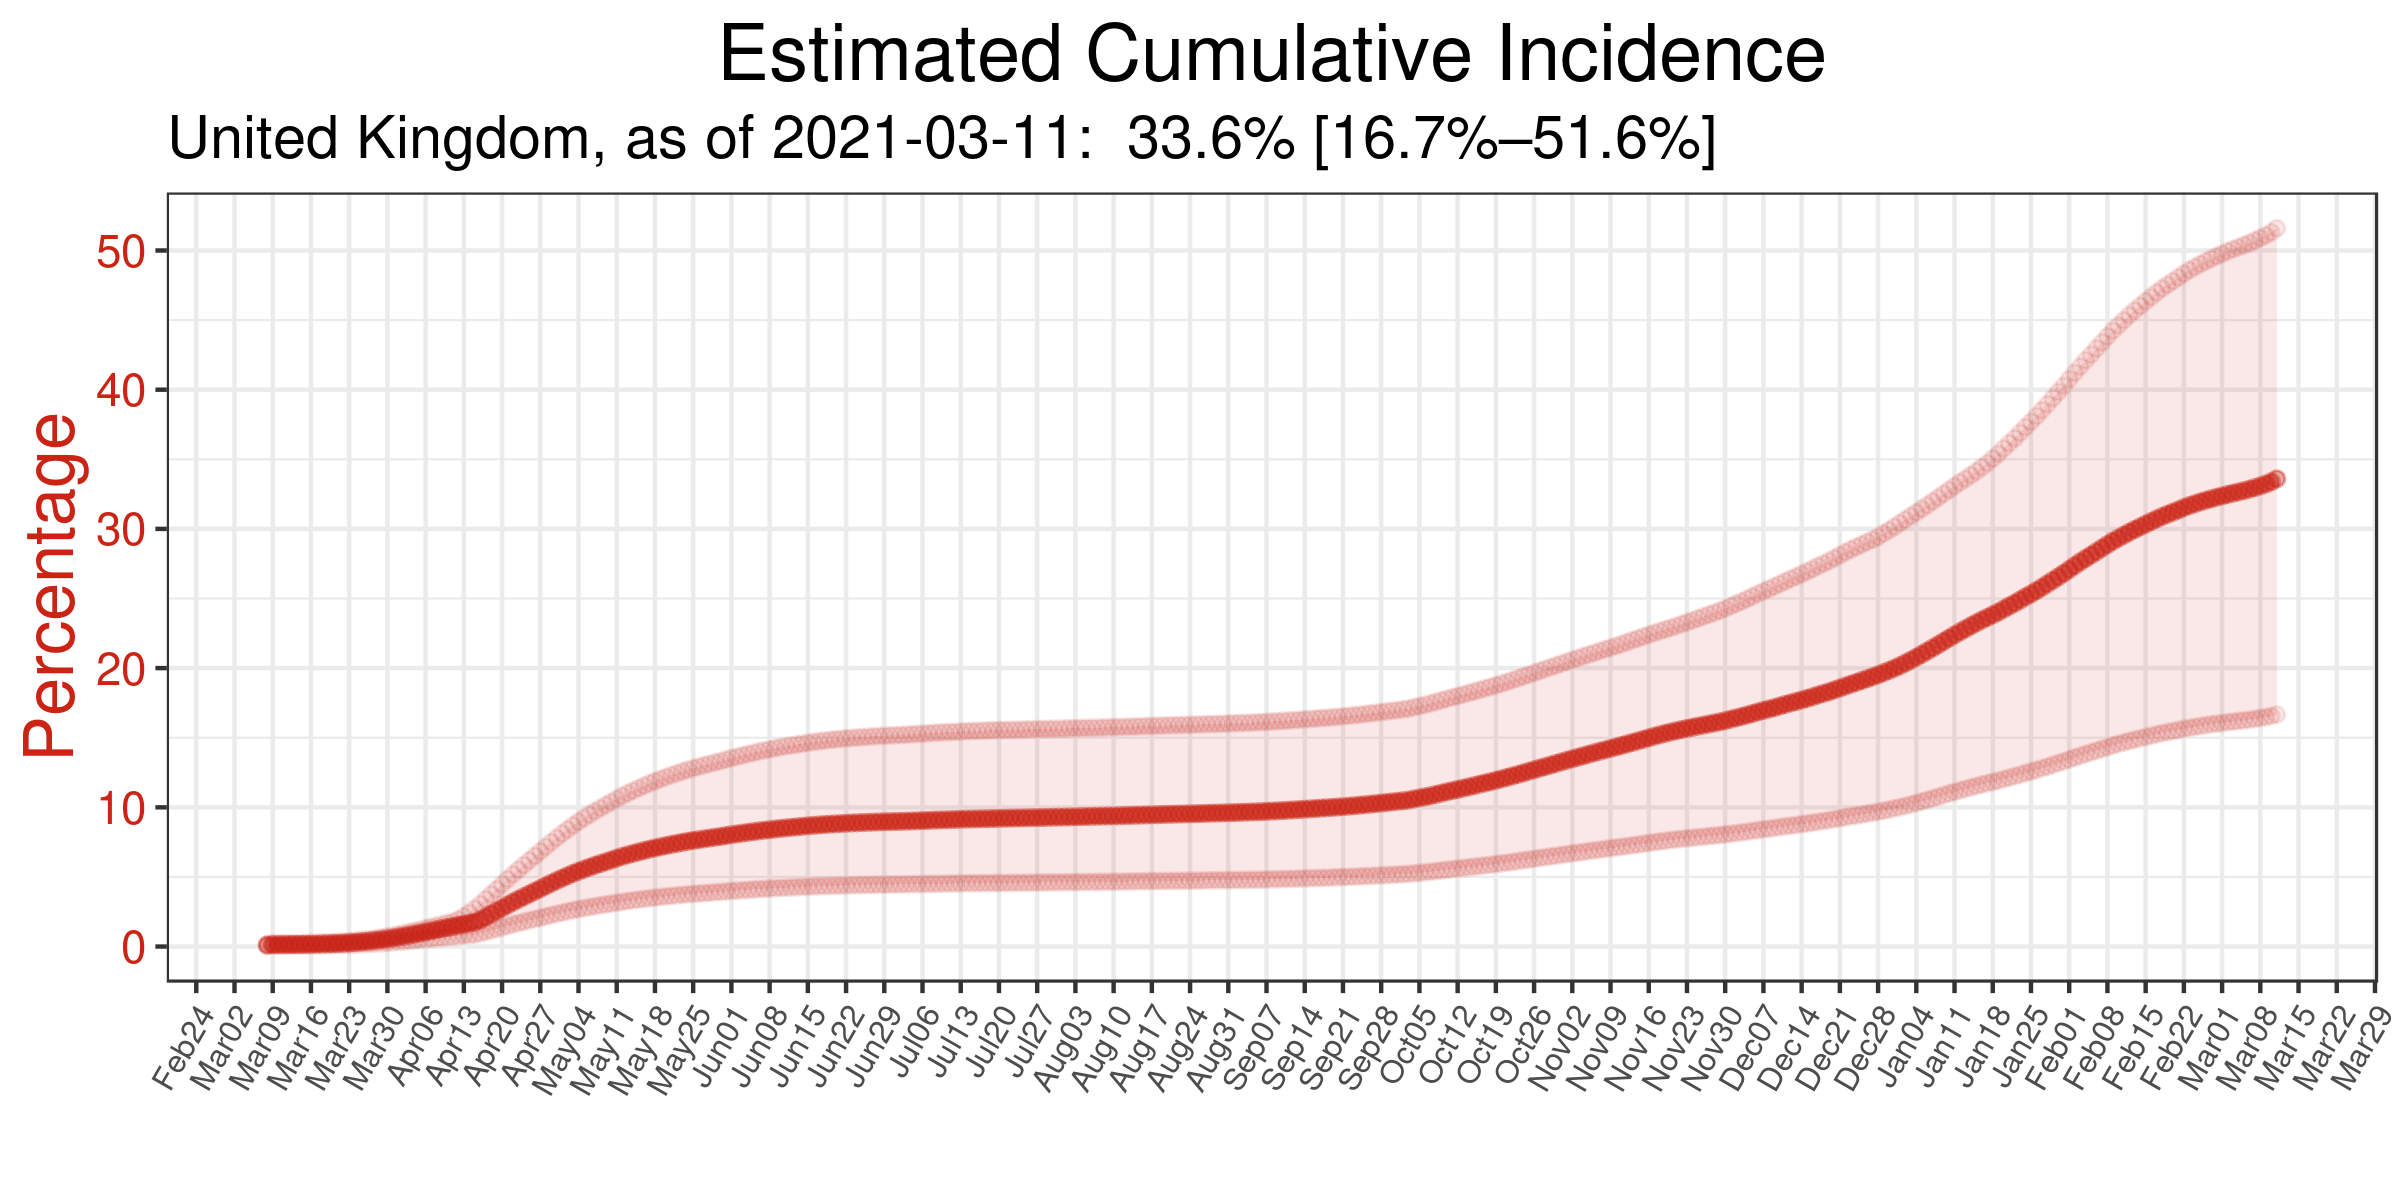 Estimated Cumulative Incidence
United Kingdom, as of 2021-03-11:  33.6% [16.7%–51.6%]
Percentage
50
40
30
20
10
0
Feb24
Mar02
Mar09
Mar16
Mar23
Mar30
Apr06
Apr13
Apr20
Apr27
May04
May11
May18
May25
Jun01
Jun08
Jun15
Jun22
Jun29
Jul06
Jul13
Jul20
Jul27
Aug03
Aug10
Aug17
Aug24
Aug31
Sep07
Sep14
Sep21
Sep28
Oct05
Oct12
Oct19
Oct26
Nov02
Nov09
Nov16
Nov23
Nov30
Dec07
Dec14
Dec21
Dec28
Jan04
Jan11
Jan18
Jan25
Feb01
Feb08
Feb15
Feb22
Mar01
Mar08
Mar15
Mar22
Mar29